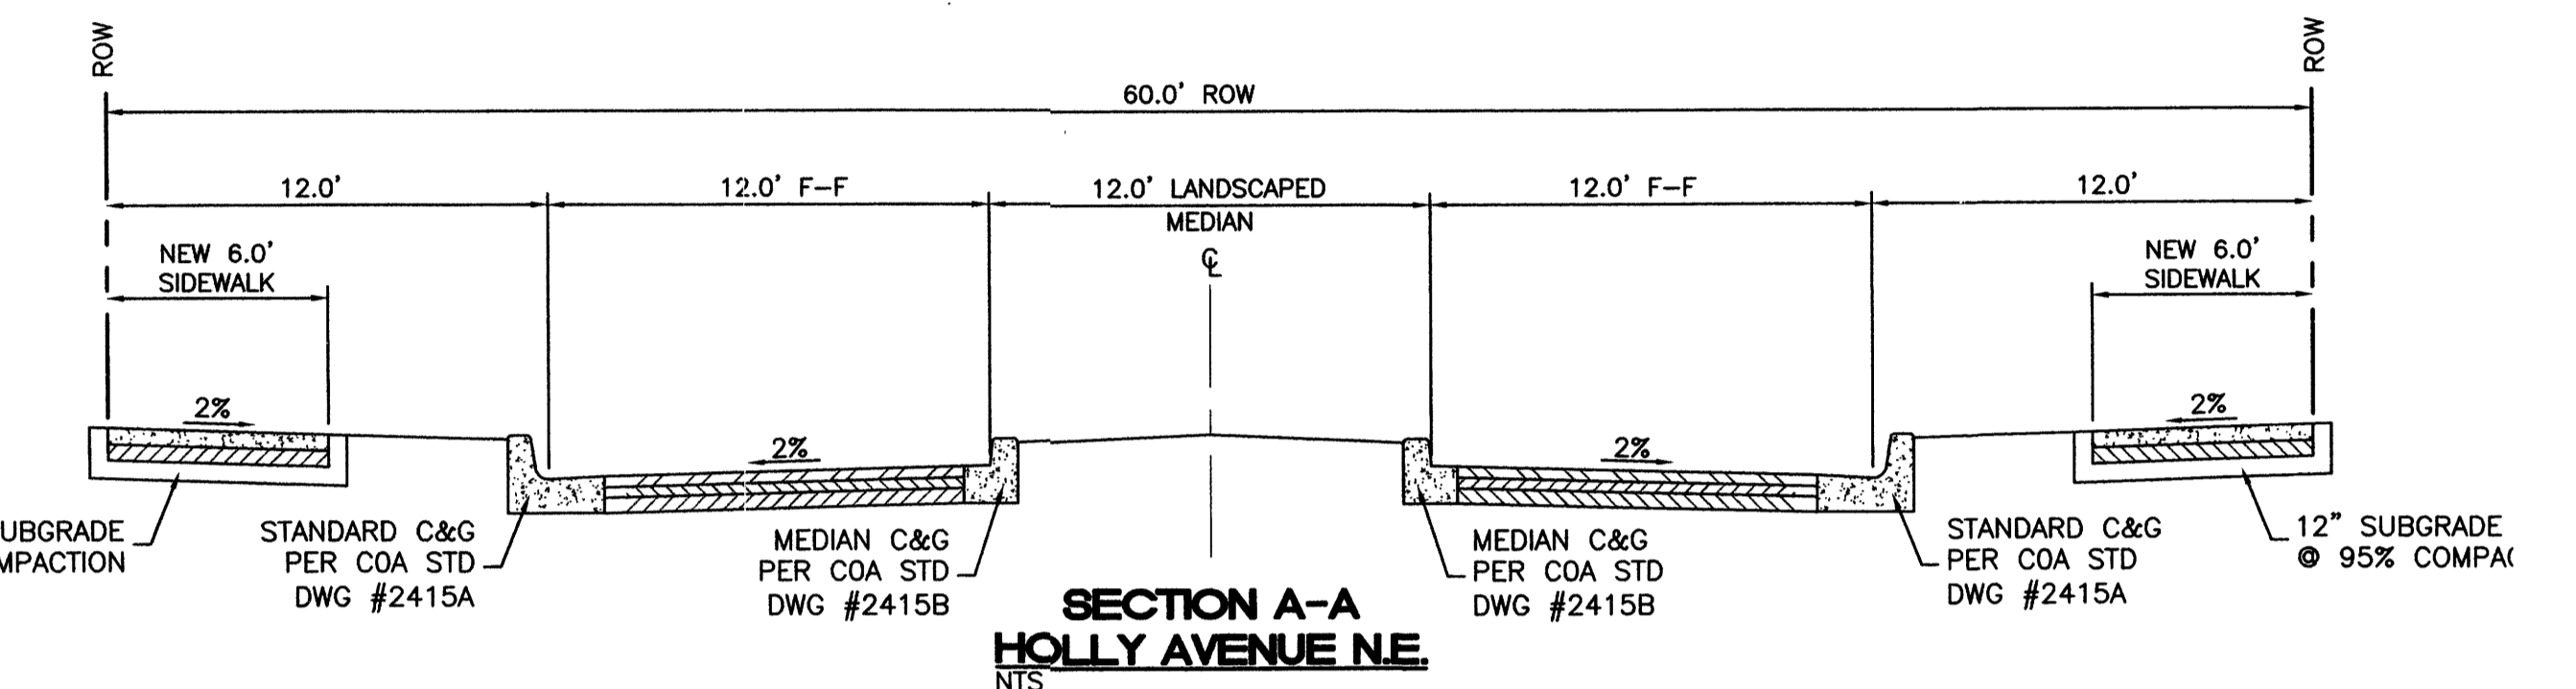 ROW
ROW
60.0' ROW
12.0'
12.0' F-F
12.0' LANDSCAPED
MEDIAN
12.0' F-F
12.0'
NEW 6.0'
SIDEWALK
NEW 6.0'
SIDEWALK
℄
2%
2%
2%
2%
UBGRADE
MPACTION
STANDARD C&G
PER COA STD
DWG #2415A
MEDIAN C&G
PER COA STD
DWG #2415B
MEDIAN C&G
PER COA STD
DWG #2415B
STANDARD C&G
PER COA STD
DWG #2415A
12" SUBGRADE
@ 95% COMPA
SECTION A-A
HOLLY AVENUE N.E.
NTS